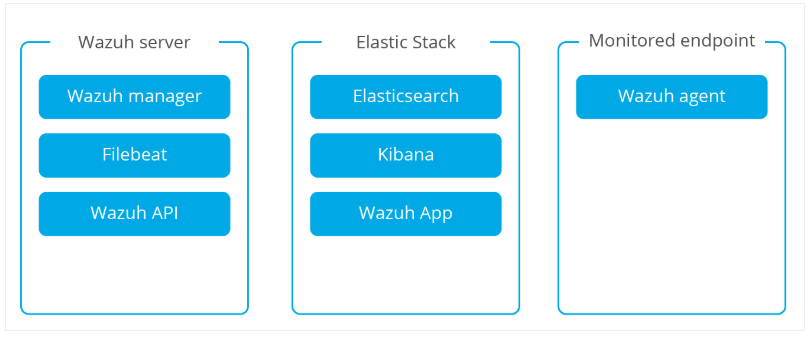 Wazuh server
Wazuh manager
Filebeat
Wazuh API
Elastic Stack
Elasticsearch
Kibana
Wazuh App
Monitored endpoint
Wazuh agent